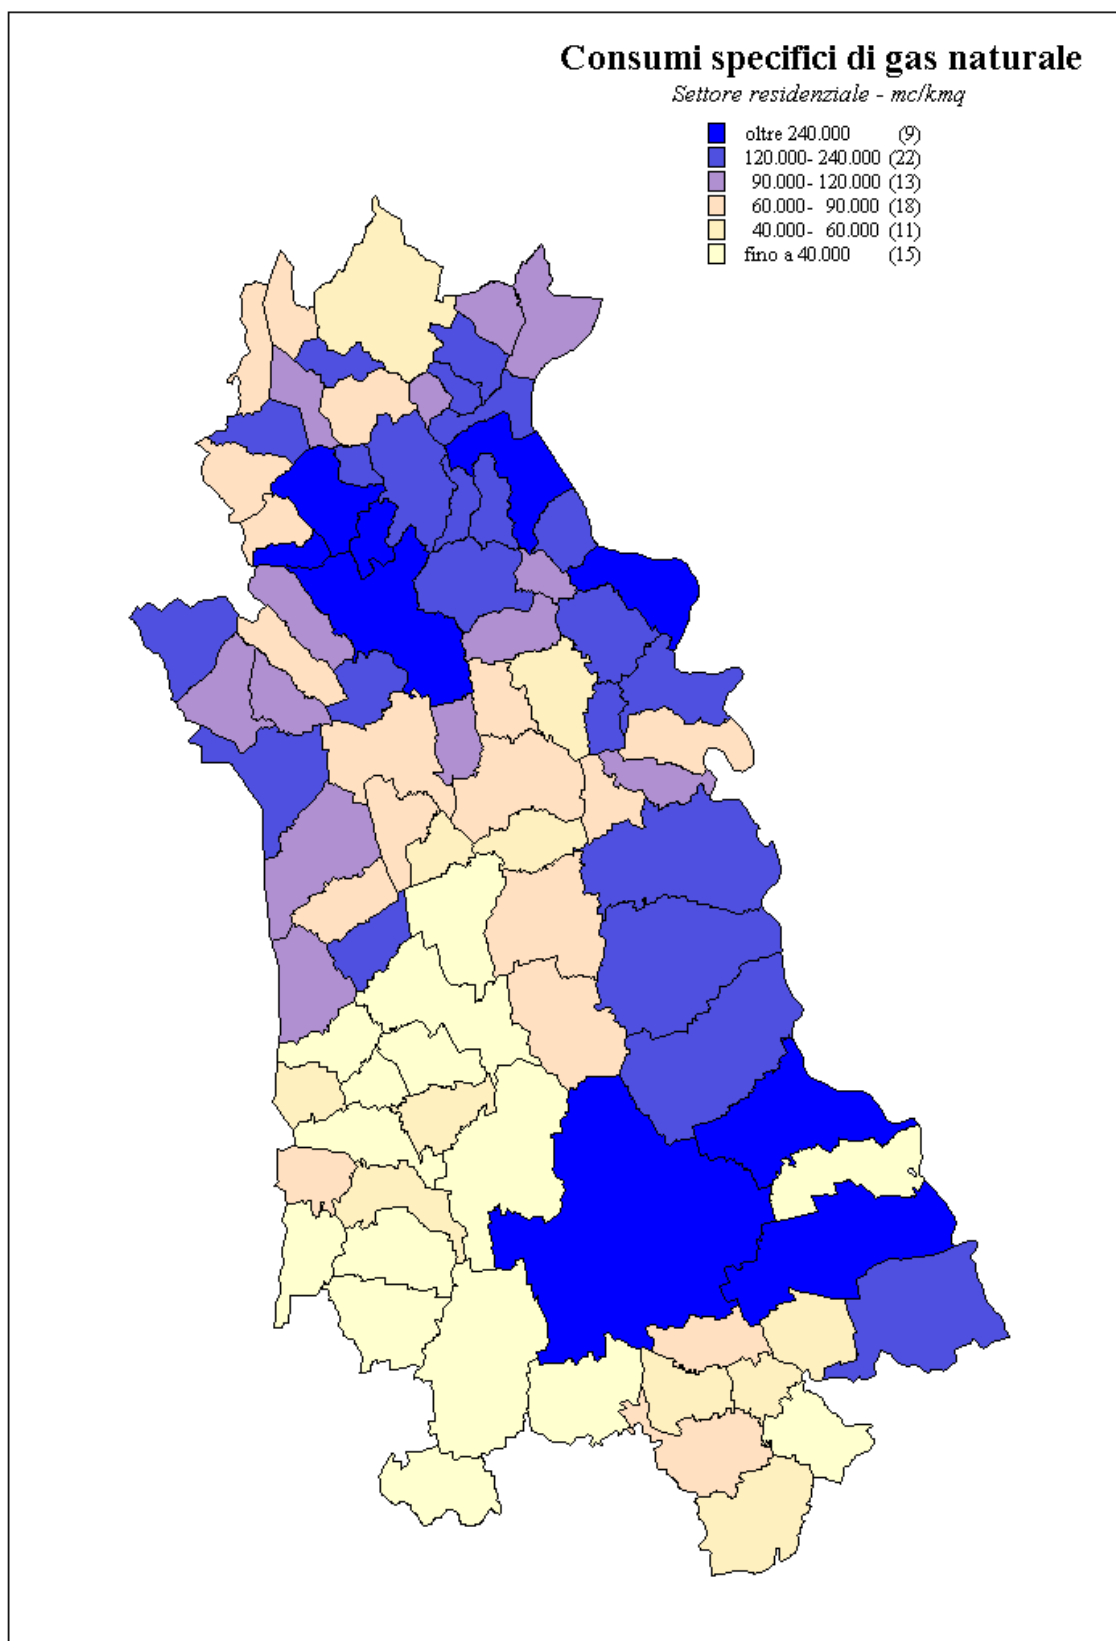 Consumi specifici di gas naturale
Settore residenziale - mc/kmq
oltre 240.000 (9)
120.000- 240.000 (22)
90.000- 120.000 (13)
60.000- 90.000 (18)
40.000- 60.000 (11)
fino a 40.000 (15)